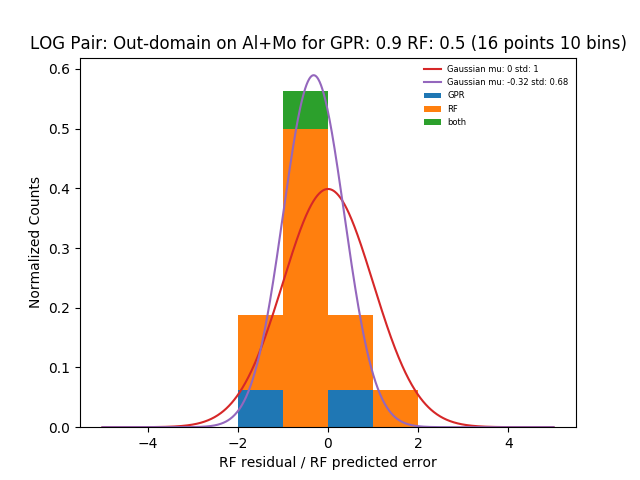 LOG Pair: Out-domain on Al+Mo for GPR: 0.9 RF: 0.5 (16 points 10 bins)
Gaussian mu: 0 std: 1
Gaussian mu: -0.32 std: 0.68
GPR
RF
both
0.6
0.5
0.4
0.3
0.2
0.1
0.0
Normalized Counts
−4
−2
0
2
4
RF residual / RF predicted error